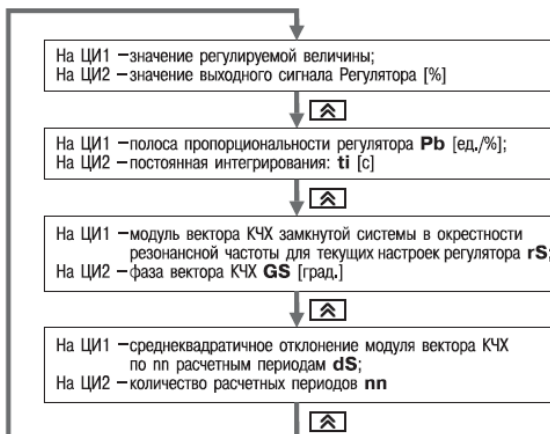 На ЦИ1 –значение регулируемой величины;
На ЦИ2 –значение выходного сигнала Регулятора [%]
На ЦИ1 –полоса пропорциональности регулятора Pb [ед./%];
На ЦИ2 –постоянная интегрирования: ti [с]
На ЦИ1 –модуль вектора КЧХ замкнутой системы в окрестности
резонансной частоты для текущих настроек регулятора rS;
На ЦИ2 –фаза вектора КЧХ GS [град.]
На ЦИ1 –среднеквадратичное отклонение модуля вектора КЧХ
по nn расчетным периодам dS;
На ЦИ2 –количество расчетных периодов nn